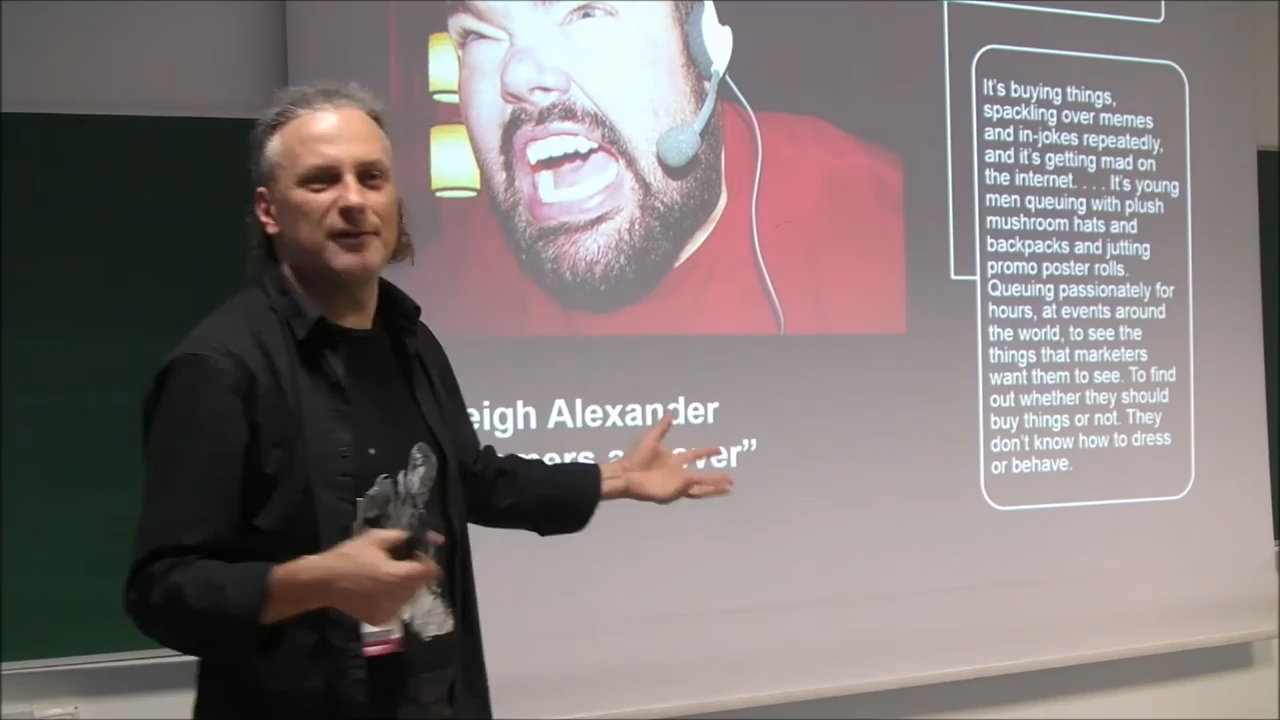 It's buying things,
spackling over memes
and in-jokes repeatedly,
and it's getting mad on
the internet. . . . It's young
men queuing with plush
mushroom hats and
backpacks and jutting
promo poster rolls.
Queuing passionately for
hours, at events around
the world, to see the
things that marketers
want them to see. To find
out whether they should
buy things or not. They
don't know how to dress
or behave.
eigh Alexander
mers a over”